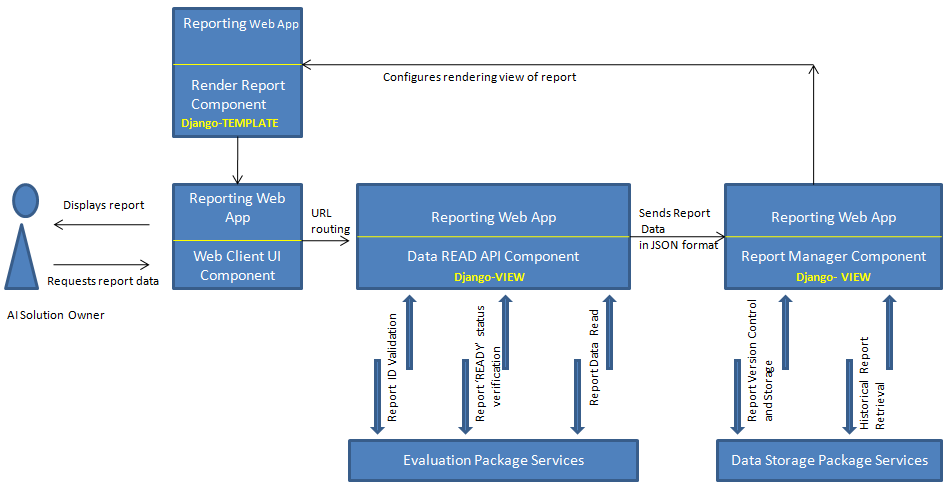 Reporting Web App
Render Report
Component
Django-TEMPLATE
Configures rendering view of report
Displays report
Requests report data
AI Solution Owner
Reporting Web
App
Web Client UI
Component
URL
routing
Reporting Web App
Data READ API Component
Django-VIEW
Sends Report
Data
in JSON format
Reporting Web App
Report Manager Component
Django- VIEW
Report ID Validation
Report ‘READY’ status
verification
Report Data Read
Report Version Control
and Storage
Historical Report
Retrieval
Evaluation Package Services
Data Storage Package Services